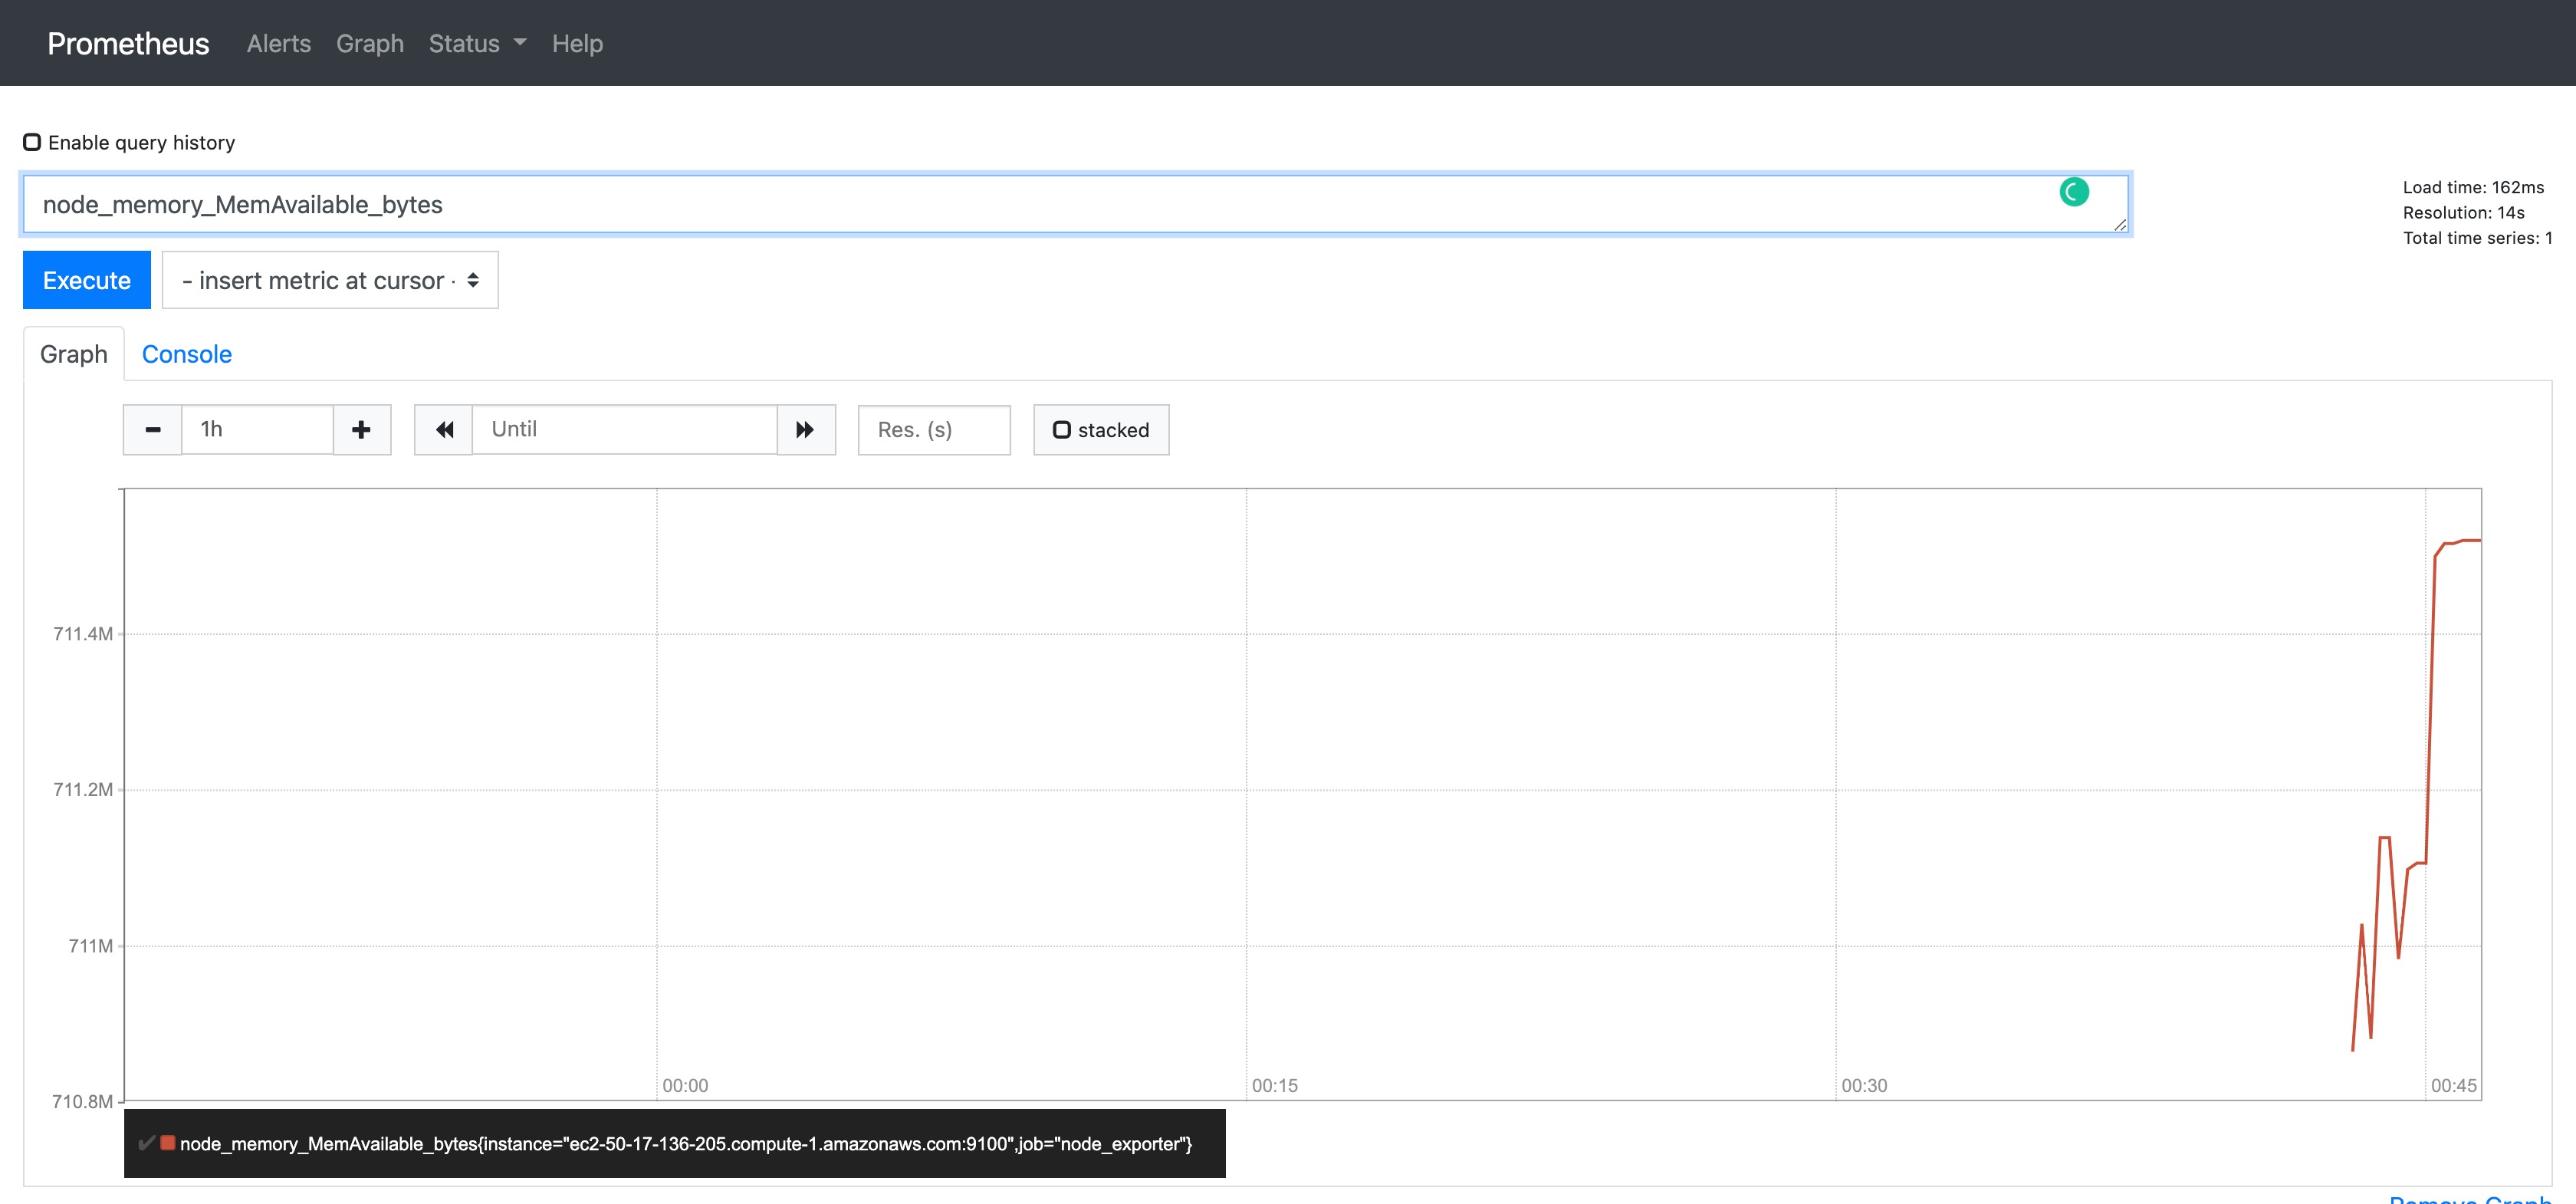 Prometheus Alerts Graph Status Help
Enable query history
node_memory_MemAvailable_bytes
Load time: 162ms
Resolution: 14s
Total time series: 1
Execute - insert metric at cursor -
Graph Console
1h Until Res. (s) stacked
711.4M
711.2M
711M
710.8M
00:00 00:15 00:30 00:45
node_memory_MemAvailable_bytes{instance="ec2-50-17-136-205.compute-1.amazonaws.com:9100",job="node_exporter"}
Remove Graph